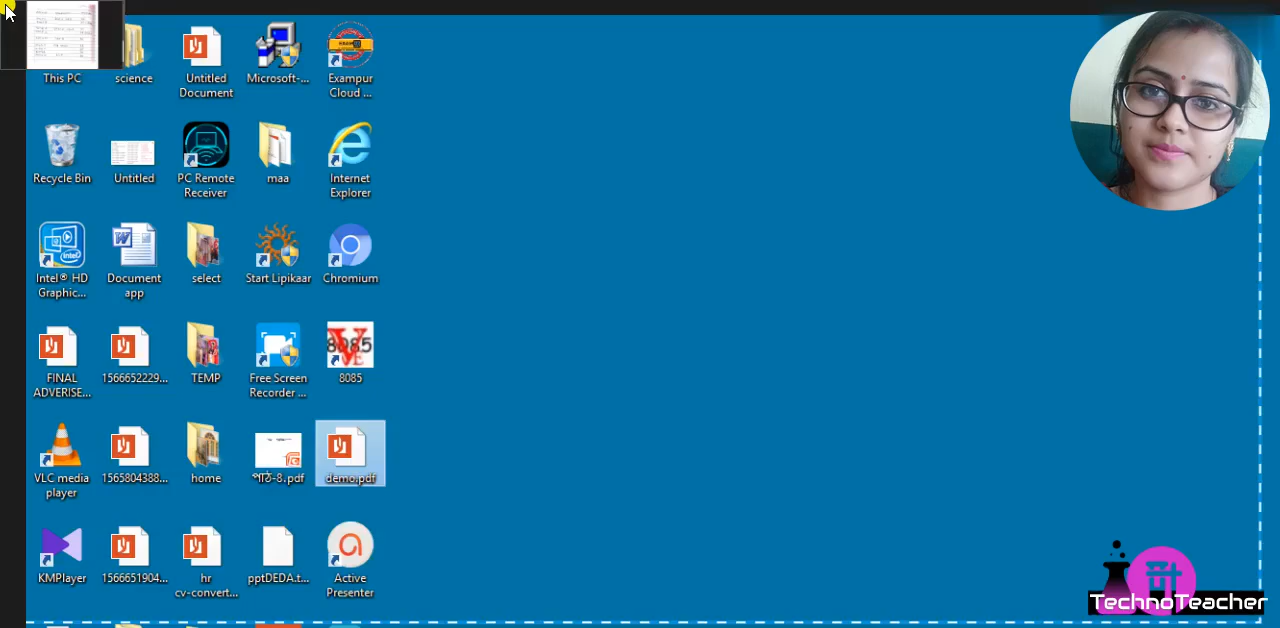 This PC
science
Untitled
Document
Microsoft-...
Exampur
Cloud ...
Recycle Bin
Untitled
PC Remote
Receiver
maa
Internet
Explorer
Intel® HD
Graphic...
Document
app
select
Start Lipikaar
Chromium
FINAL
ADVERISE...
1566652229...
TEMP
Free Screen
Recorder ...
8085
8085
VLC media
player
1565804388...
home
পাঠ-৪.pdf
demo.pdf
KMPlayer
1566651904...
hr
cv-convert...
pptDEDA.t...
Active
Presenter
TechnoTeacher